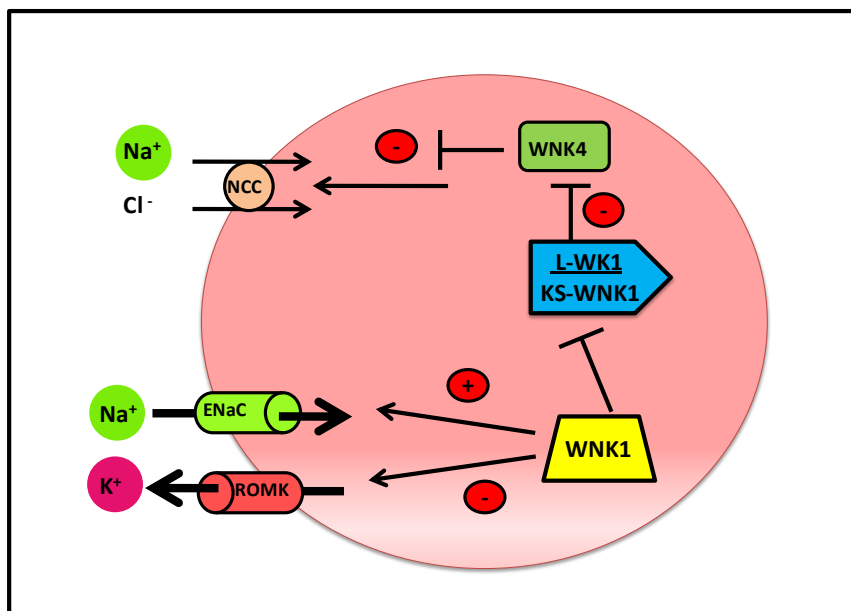 Na⁺
Cl⁻
NCC
-
WNK4
-
L-WK1
KS-WNK1
Na⁺
ENaC
+
WNK1
K⁺
ROMK
-